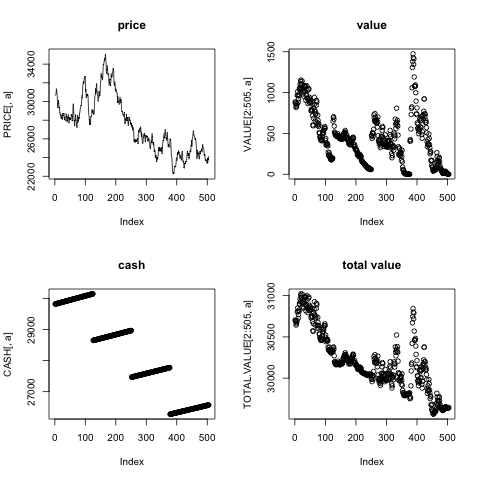 price
PRICE[, a]
22000 26000 30000 34000
0 100 200 300 400 500
Index
value
VALUE[2:505, a]
0 500 1000 1500
0 100 200 300 400 500
Index
cash
CASH[, a]
27000 29000
0 100 200 300 400 500
Index
total value
TOTAL.VALUE[2:505, a]
30000 30500 31000
0 100 200 300 400 500
Index